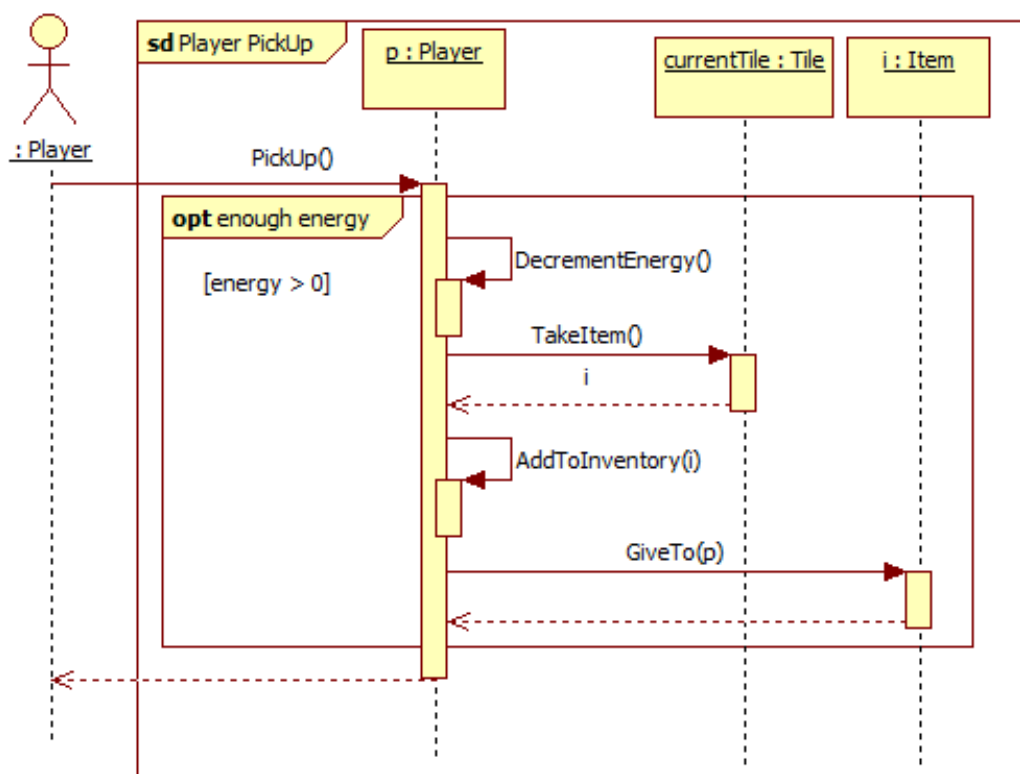 sd Player PickUp
p : Player
currentTile : Tile
i : Item
: Player
PickUp()
opt enough energy
[energy > 0]
DecrementEnergy()
TakeItem()
i
AddToInventory(i)
GiveTo(p)